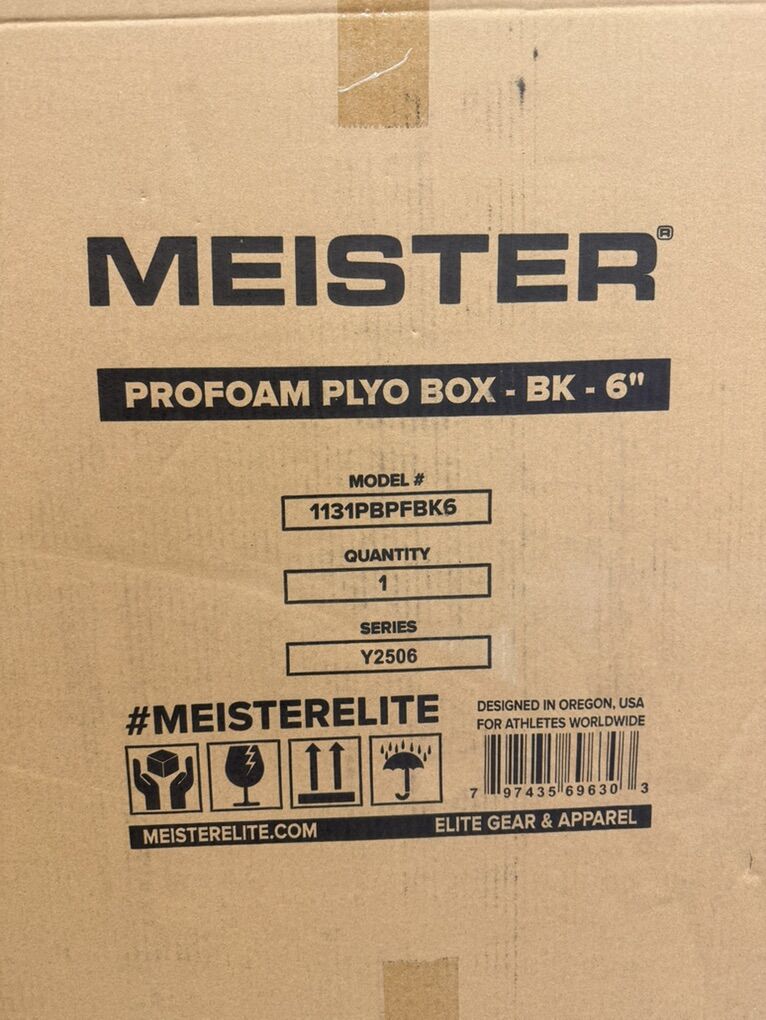 MEISTER®
PROFOAM PLYO BOX - BK - 6"
MODEL #
1131PBPFBK6
QUANTITY
1
SERIES
Y2506
#MEISTERELITE
DESIGNED IN OREGON, USA
FOR ATHLETES WORLDWIDE
7 97435 69630 3
MEISTERELITE.COM
ELITE GEAR & APPAREL